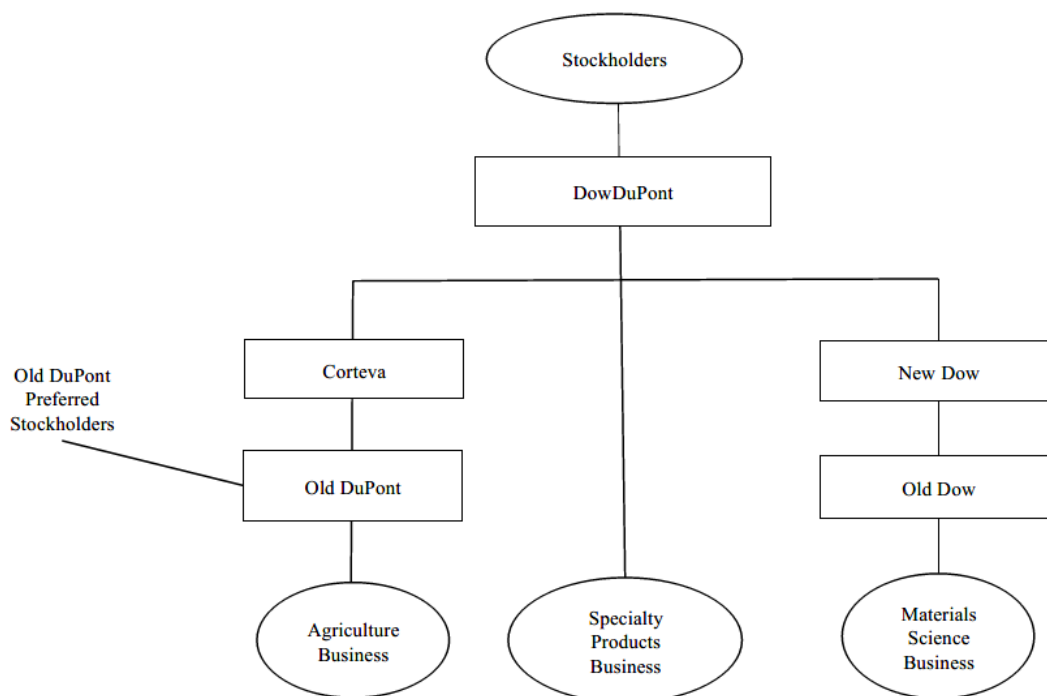 Stockholders
DowDuPont
Corteva
New Dow
Old DuPont
Preferred
Stockholders
Old DuPont
Old Dow
Agriculture
Business
Specialty
Products
Business
Materials
Science
Business